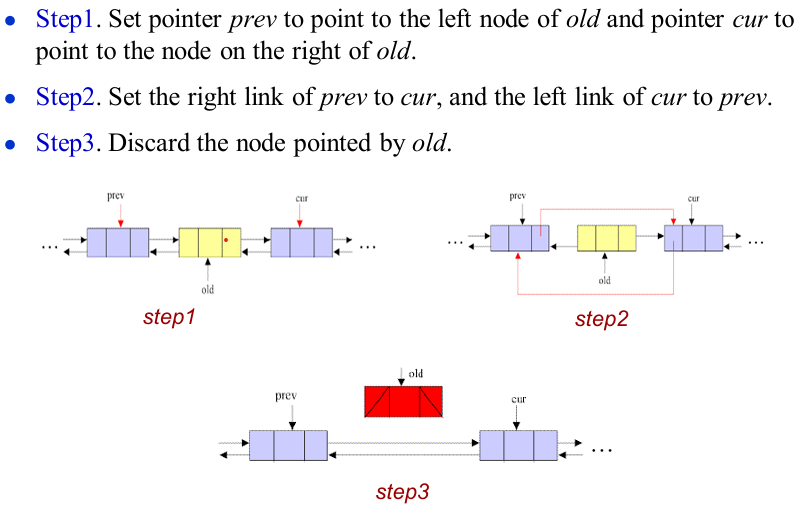 • Step1. Set pointer prev to point to the left node of old and pointer cur to
point to the node on the right of old.
• Step2. Set the right link of prev to cur, and the left link of cur to prev.
• Step3. Discard the node pointed by old.
prev cur
... ...
old
step1
prev cur
... ...
old
step2
old
prev cur
...
step3